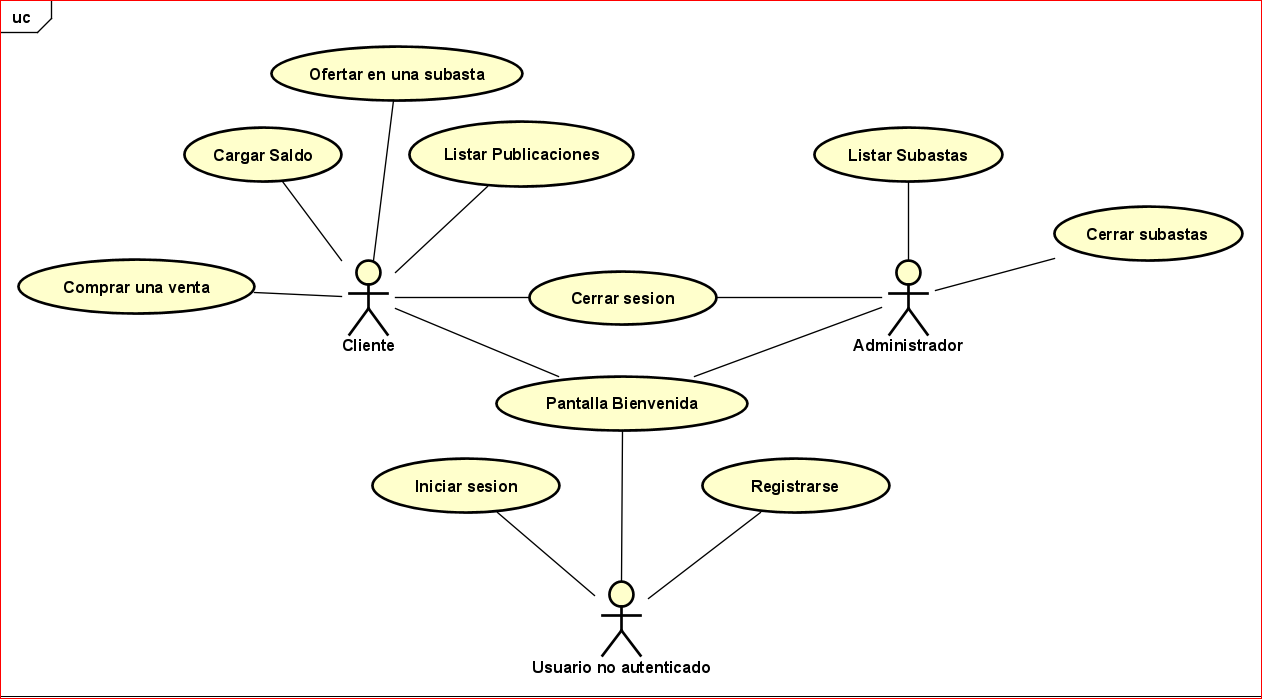 uc
Ofertar en una subasta
Cargar Saldo
Listar Publicaciones
Listar Subastas
Cerrar subastas
Comprar una venta
Cerrar sesion
Cliente
Administrador
Pantalla Bienvenida
Iniciar sesion
Registrarse
Usuario no autenticado